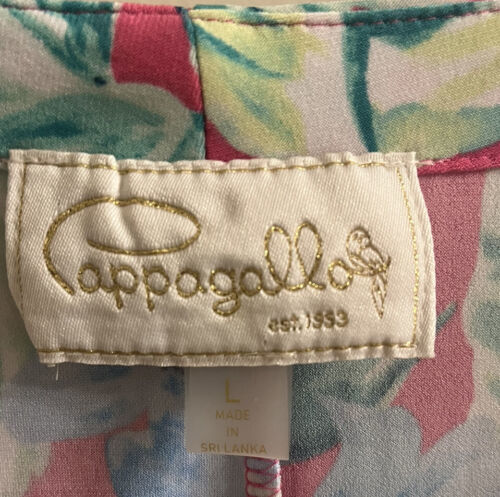 Pappagallo
est. 1953
L
MADE
IN
SRI LANKA